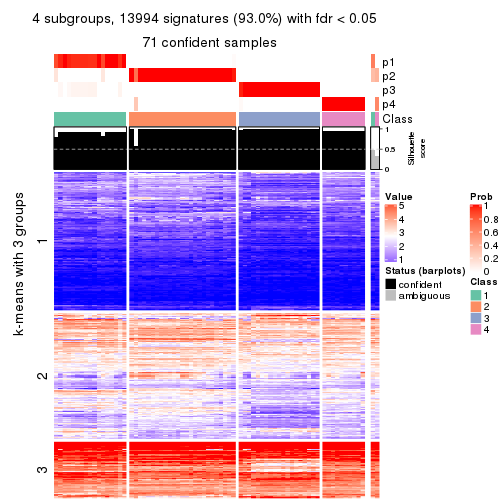 4 subgroups, 13994 signatures (93.0%) with fdr < 0.05
71 confident samples
p1
p2
p3
p4
Class
1
0.5
0
Silhouette
score
k-means with 3 groups
1
2
3
Value
5
4
3
2
1
Status (barplots)
confident
ambiguous
Prob
1
0.8
0.6
0.4
0.2
0
Class
1
2
3
4